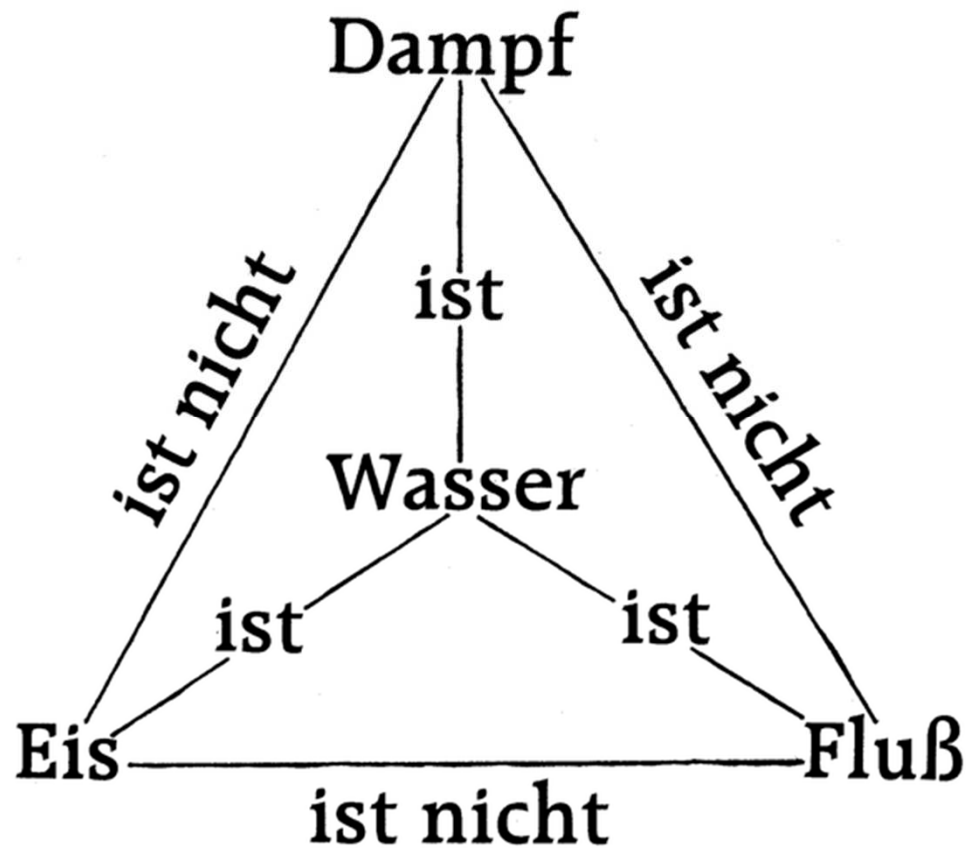 Dampf
ist nicht
ist
ist nicht
Wasser
ist
ist
Eis
Fluß
ist nicht